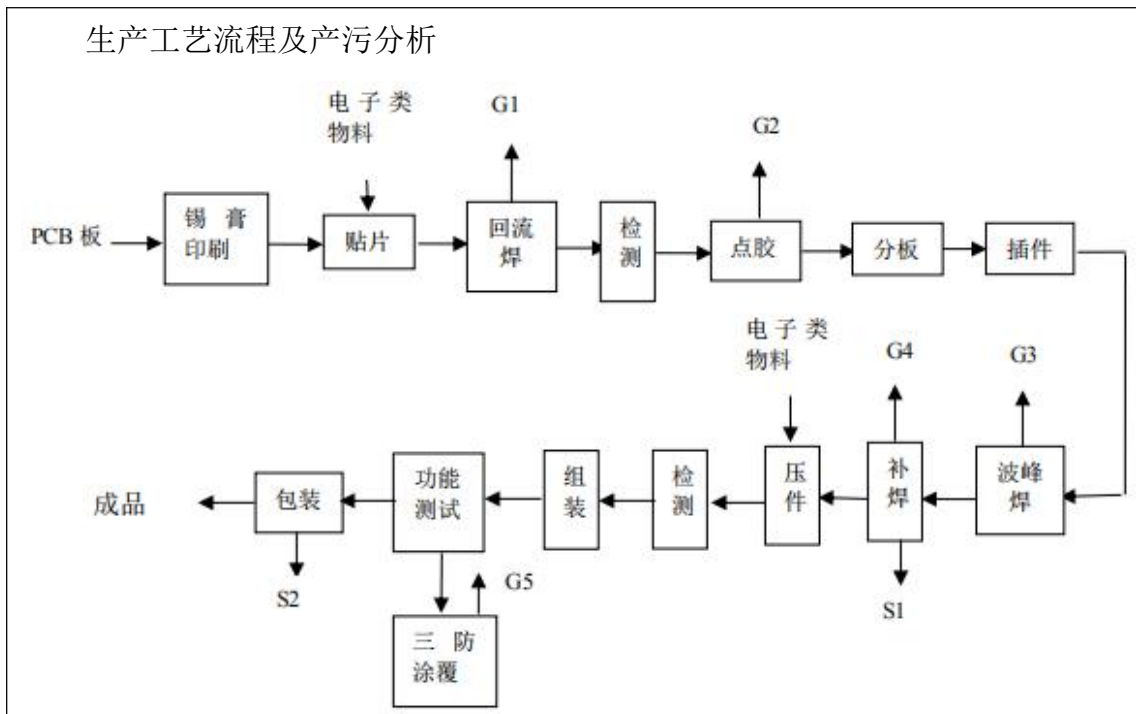 生产工艺流程及产污分析
电子类
物料
G1
G2
PCB 板
锡膏
印刷
贴片
回流
焊
检
测
点胶
分板
插件
电子类
物料
G4
G3
成品
包装
功能
测试
组
装
检
测
压
件
补
焊
波峰
焊
S2
G5
S1
三防
涂覆